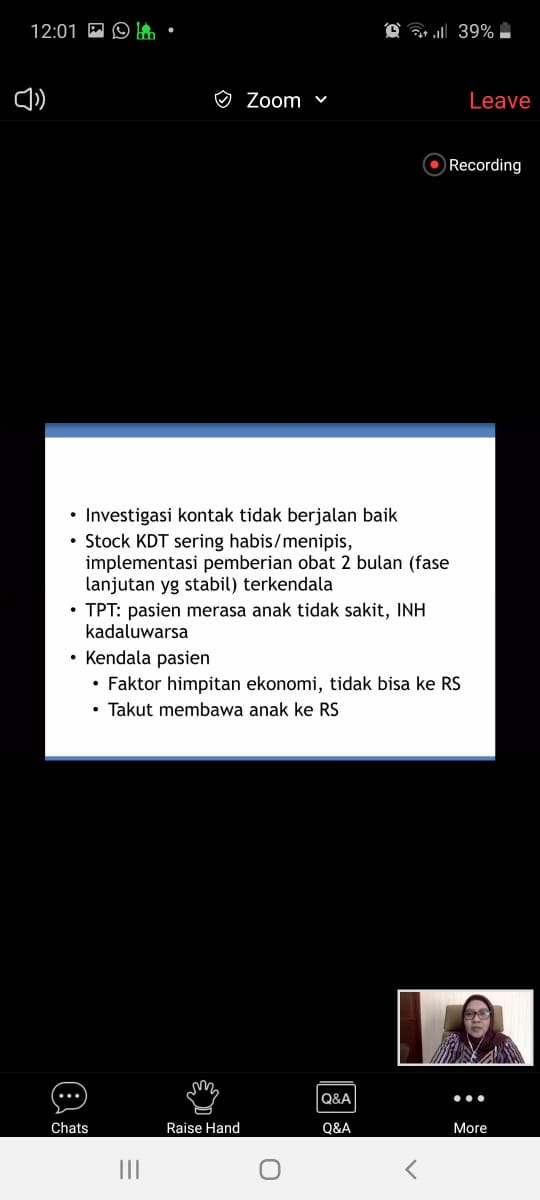 12:01
39%
Zoom
Leave
Recording
• Investigasi kontak tidak berjalan baik
• Stock KDT sering habis/menipis,
implementasi pemberian obat 2 bulan (fase
lanjutan yg stabil) terkendala
• TPT: pasien merasa anak tidak sakit, INH
kadaluwarsa
• Kendala pasien
• Faktor himpitan ekonomi, tidak bisa ke RS
• Takut membawa anak ke RS
Q&A
Chats
Raise Hand
Q&A
More